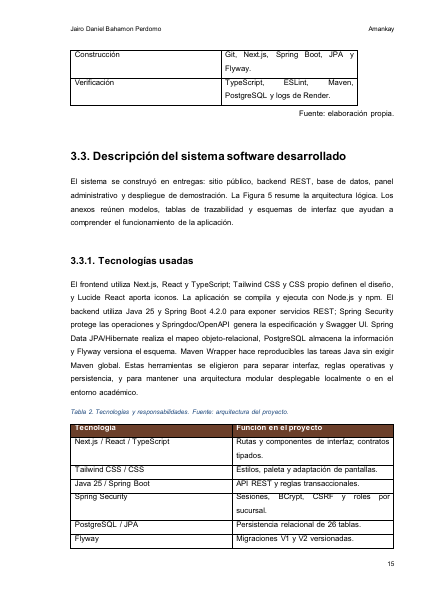 Jairo Daniel Bahamon Perdomo Amankay
Construcción Git, Next.js, Spring Boot, JPA y
Flyway.
Verificación TypeScript, ESLint, Maven,
PostgreSQL y logs de Render.
Fuente: elaboración propia.
3.3. Descripción del sistema software desarrollado
El sistema se construyó en entregas: sitio público, backend REST, base de datos, panel
administrativo y despliegue de demostración. La Figura 5 resume la arquitectura lógica. Los
anexos reúnen modelos, tablas de trazabilidad y esquemas de interfaz que ayudan a
comprender el funcionamiento de la aplicación.
3.3.1. Tecnologías usadas
El frontend utiliza Next.js, React y TypeScript; Tailwind CSS y CSS propio definen el diseño,
y Lucide React aporta iconos. La aplicación se compila y ejecuta con Node.js y npm. El
backend utiliza Java 25 y Spring Boot 4.2.0 para exponer servicios REST; Spring Security
protege las operaciones y Springdoc/OpenAPI genera la especificación y Swagger UI. Spring
Data JPA/Hibernate realiza el mapeo objeto-relacional, PostgreSQL almacena la información
y Flyway versiona el esquema. Maven Wrapper hace reproducibles las tareas Java sin exigir
Maven global. Estas herramientas se eligieron para separar interfaz, reglas operativas y
persistencia, y para mantener una arquitectura modular desplegable localmente o en el
entorno académico.
Tabla 2. Tecnologías y responsabilidades. Fuente: arquitectura del proyecto.
Tecnología Función en el proyecto
Next.js / React / TypeScript Rutas y componentes de interfaz; contratos
tipados.
Tailwind CSS / CSS Estilos, paleta y adaptación de pantallas.
Java 25 / Spring Boot API REST y reglas transaccionales.
Spring Security Sesiones, BCrypt, CSRF y roles por
sucursal.
PostgreSQL / JPA Persistencia relacional de 26 tablas.
Flyway Migraciones V1 y V2 versionadas.
15